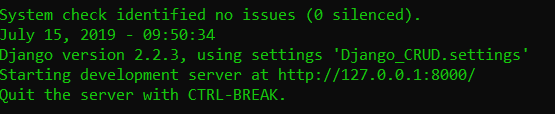 System check identified no issues (0 silenced).
July 15, 2019 - 09:50:34
Django version 2.2.3, using settings 'Django_CRUD.settings'
Starting development server at http://127.0.0.1:8000/
Quit the server with CTRL-BREAK.